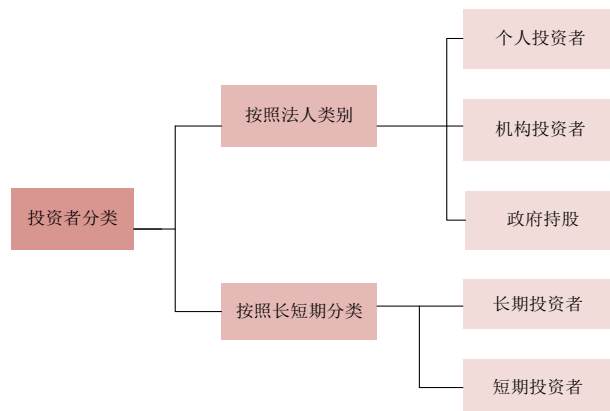 投资者分类
按照法人类别
个人投资者
机构投资者
政府持股
按照长短期分类
长期投资者
短期投资者